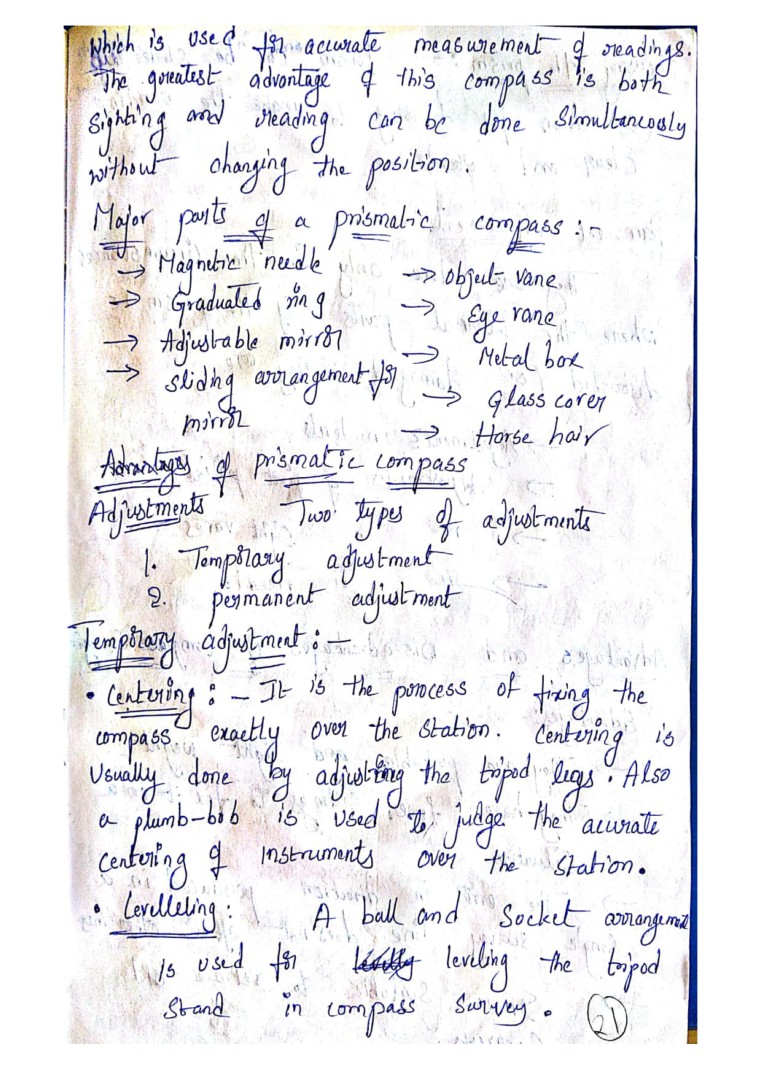 which is used for accurate measurement of readings.
The greatest advantage of this compass is both
sighting and reading can be done simultaneously
without changing the position.
Major parts of a prismatic compass :-
→ Magnetic needle
→ Graduated ring
→ Adjustable mirror
→ sliding arrangement for
mirror
→ object vane
→ Eye vane
→ Metal box
→ Glass cover
→ Horse hair
Advantages of prismatic compass
Adjustments Two types of adjustments
1. Temporary adjustment
2. permanent adjustment
Temporary adjustment :-
• Centering : - It is the process of fixing the
compass exactly over the station. Centering is
Usually done by adjusting the tripod legs. Also
a plumb-bob is used to judge the acurate
centering of instruments over the station.
• Levelleling : A ball and Socket arrangement
is used for leveling the tripod
stand in compass survey.
21